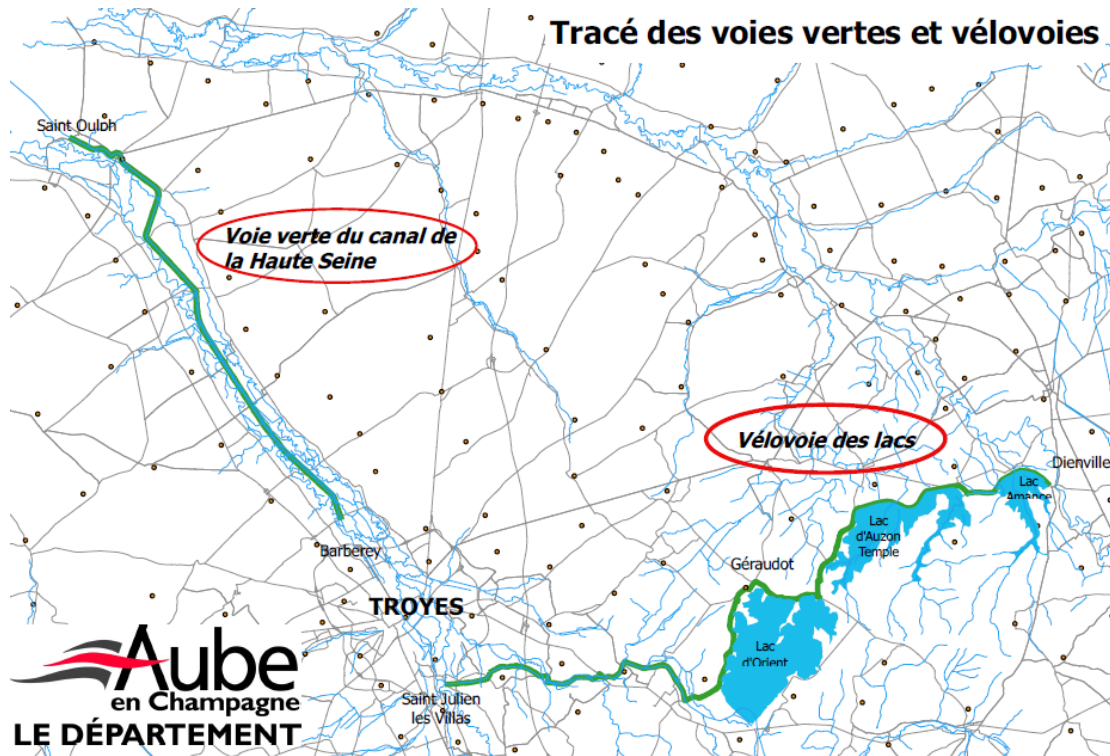 Tracé des voies vertes et vélovoies
Saint Oulph
Voie verte du canal de
la Haute Seine
Vélovoie des lacs
Dienville
Lac
Amance
Lac
d'Auzon
Temple
Barberey
Géraudot
TROYES
Lac
d'Orient
Saint Julien
les Villas
Aube
en Champagne
LE DÉPARTEMENT